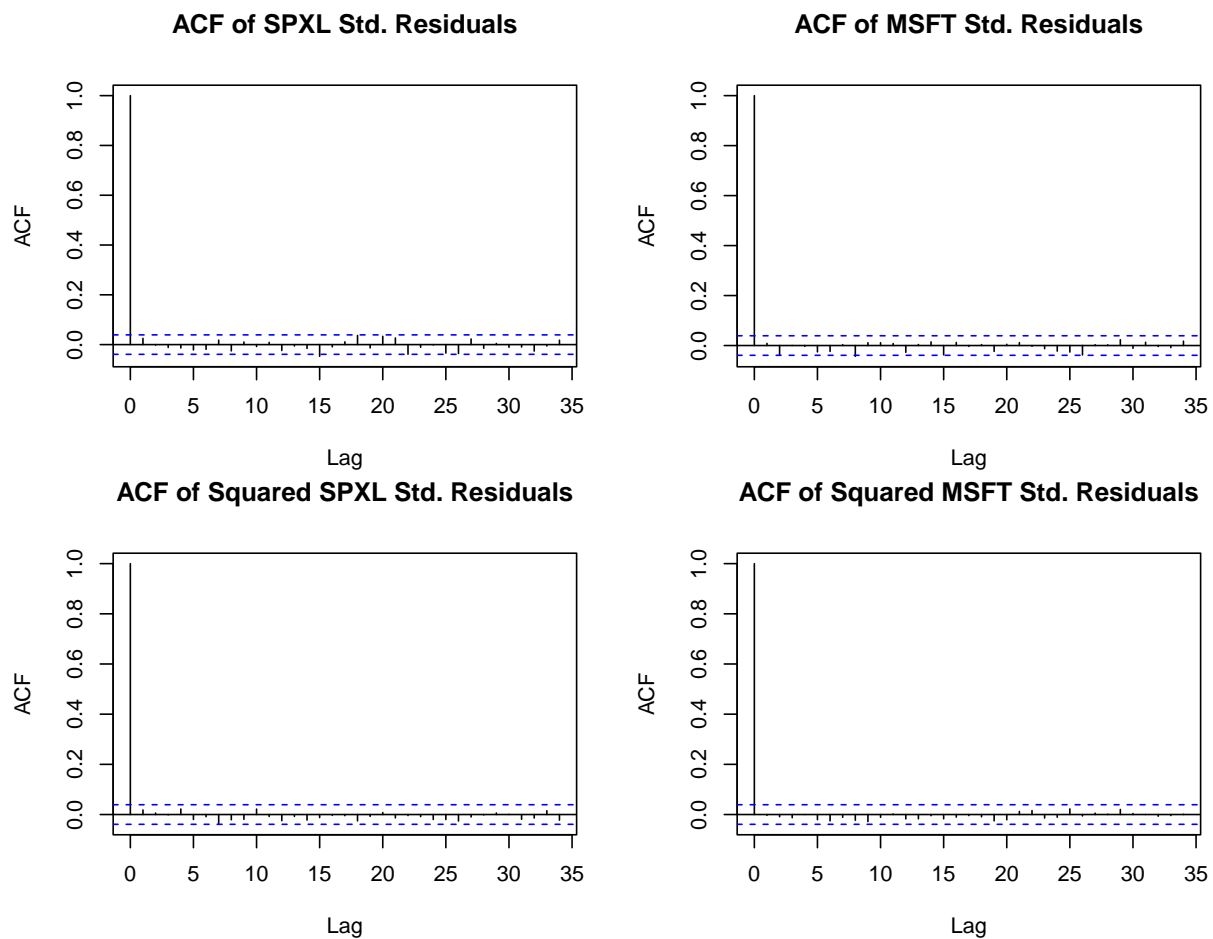 ACF of SPXL Std. Residuals
ACF
0.0 0.2 0.4 0.6 0.8 1.0
0 5 10 15 20 25 30 35
Lag
ACF of MSFT Std. Residuals
ACF
0.0 0.2 0.4 0.6 0.8 1.0
0 5 10 15 20 25 30 35
Lag
ACF of Squared SPXL Std. Residuals
ACF
0.0 0.2 0.4 0.6 0.8 1.0
0 5 10 15 20 25 30 35
Lag
ACF of Squared MSFT Std. Residuals
ACF
0.0 0.2 0.4 0.6 0.8 1.0
0 5 10 15 20 25 30 35
Lag